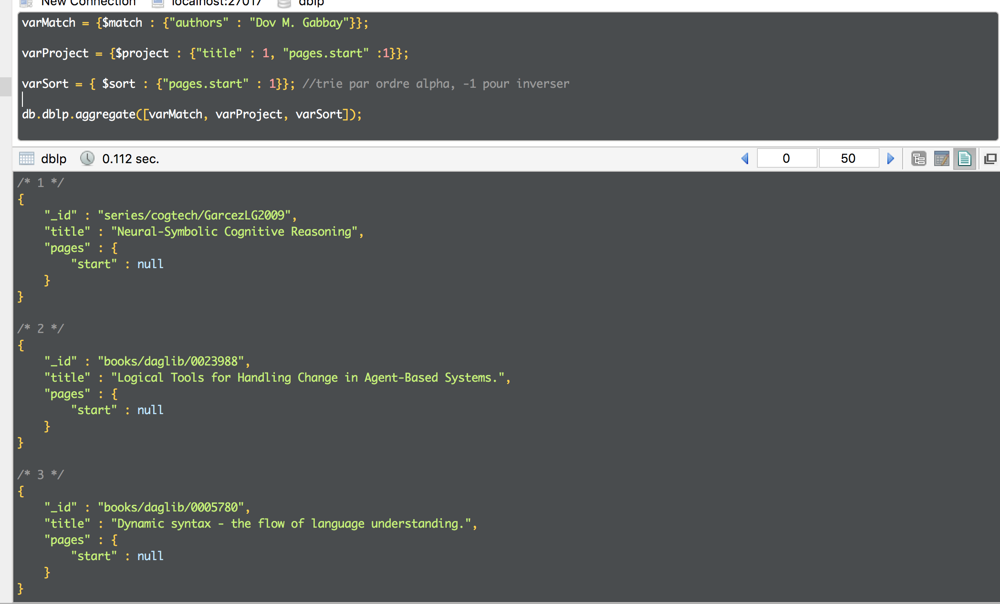 New Connection localhost:27017 dblp
varMatch = {$match : {"authors" : "Dov M. Gabbay"}};
varProject = {$project : {"title" : 1, "pages.start" :1}};
varSort = { $sort : {"pages.start" : 1}}; //trie par ordre alpha, -1 pour inverser
db.dblp.aggregate([varMatch, varProject, varSort]);
dblp 0.112 sec. 0 50
/* 1 */
{
    "_id" : "series/cogtech/GarcezLG2009",
    "title" : "Neural-Symbolic Cognitive Reasoning",
    "pages" : {
        "start" : null
    }
}
/* 2 */
{
    "_id" : "books/daglib/0023988",
    "title" : "Logical Tools for Handling Change in Agent-Based Systems.",
    "pages" : {
        "start" : null
    }
}
/* 3 */
{
    "_id" : "books/daglib/0005780",
    "title" : "Dynamic syntax - the flow of language understanding.",
    "pages" : {
        "start" : null
    }
}